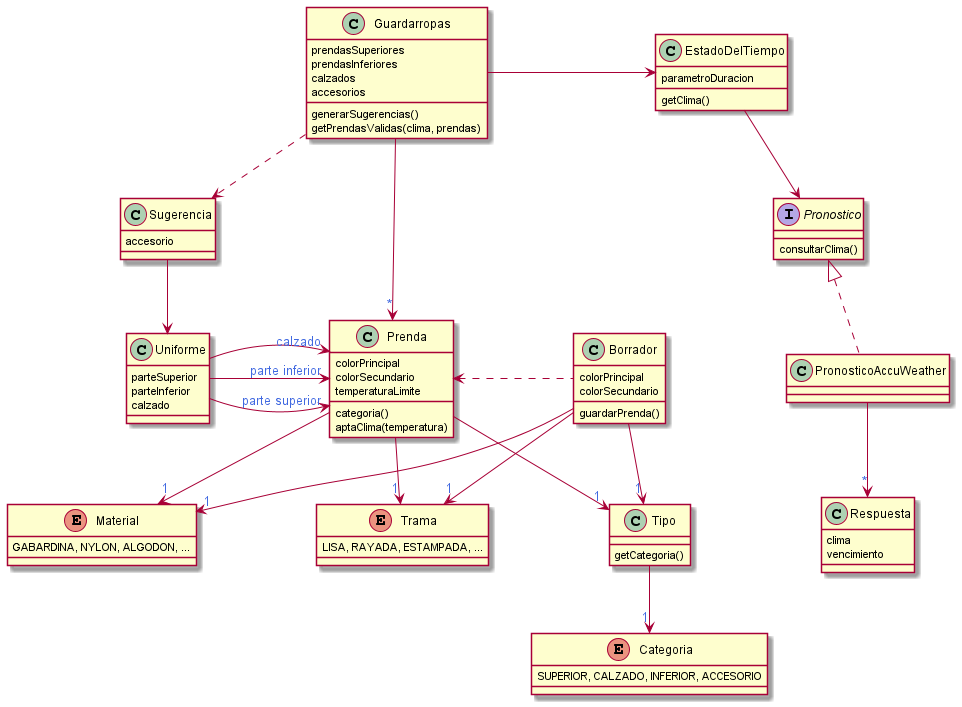 C Guardarropas
prendasSuperiores
prendasInferiores
calzados
accesorios
generarSugerencias()
getPrendasValidas(clima, prendas)
C EstadoDelTiempo
parametroDuracion
getClima()
C Sugerencia
accesorio
I Pronostico
consultarClima()
*
C Uniforme
parteSuperior
parteInferior
calzado
calzado
parte inferior
parte superior
C Prenda
colorPrincipal
colorSecundario
temperaturaLimite
categoria()
aptaClima(temperatura)
C Borrador
colorPrincipal
colorSecundario
guardarPrenda()
C PronosticoAccuWeather
1
1
1
1
1
1
*
E Material
GABARDINA, NYLON, ALGODON, ...
E Trama
LISA, RAYADA, ESTAMPADA, ...
C Tipo
getCategoria()
C Respuesta
clima
vencimiento
1
E Categoria
SUPERIOR, CALZADO, INFERIOR, ACCESORIO